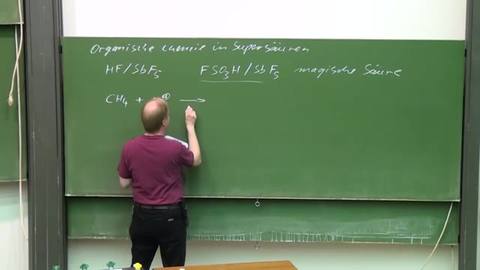 Organische Chemie in Supersäuren
HF/SbF₅ FSO₃H/SbF₅ magische Säure
CH₄ + ⊕ ⟶